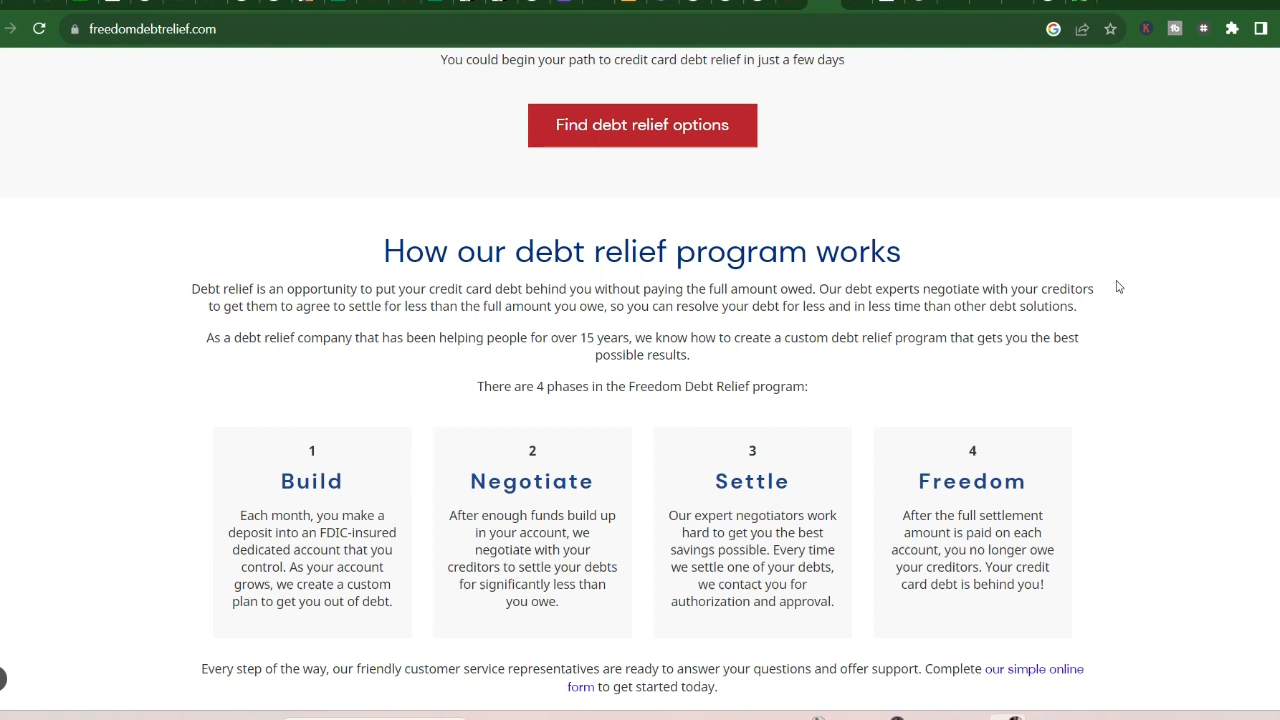 freedomdebtrelief.com
You could begin your path to credit card debt relief in just a few days
Find debt relief options
How our debt relief program works
Debt relief is an opportunity to put your credit card debt behind you without paying the full amount owed. Our debt experts negotiate with your creditors
to get them to agree to settle for less than the full amount you owe, so you can resolve your debt for less and in less time than other debt solutions.
As a debt relief company that has been helping people for over 15 years, we know how to create a custom debt relief program that gets you the best
possible results.
There are 4 phases in the Freedom Debt Relief program:
1
Build
Each month, you make a
deposit into an FDIC-insured
dedicated account that you
control. As your account
grows, we create a custom
plan to get you out of debt.
2
Negotiate
After enough funds build up
in your account, we
negotiate with your
creditors to settle your debts
for significantly less than
you owe.
3
Settle
Our expert negotiators work
hard to get you the best
savings possible. Every time
we settle one of your debts,
we contact you for
authorization and approval.
4
Freedom
After the full settlement
amount is paid on each
account, you no longer owe
your creditors. Your credit
card debt is behind you!
Every step of the way, our friendly customer service representatives are ready to answer your questions and offer support. Complete our simple online
form to get started today.